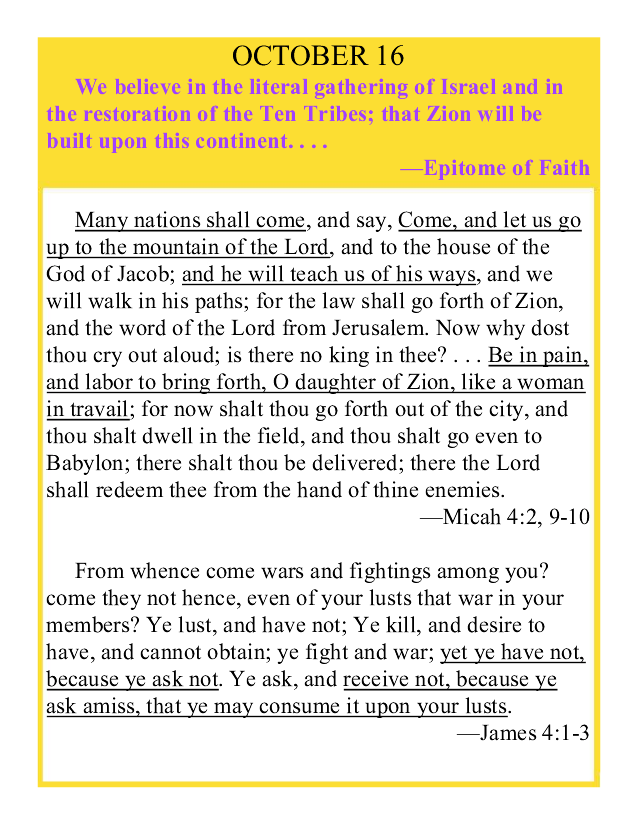 OCTOBER 16
We believe in the literal gathering of Israel and in
the restoration of the Ten Tribes; that Zion will be
built upon this continent. . . .
—Epitome of Faith
Many nations shall come, and say, Come, and let us go
up to the mountain of the Lord, and to the house of the
God of Jacob; and he will teach us of his ways, and we
will walk in his paths; for the law shall go forth of Zion,
and the word of the Lord from Jerusalem. Now why dost
thou cry out aloud; is there no king in thee? . . . Be in pain,
and labor to bring forth, O daughter of Zion, like a woman
in travail; for now shalt thou go forth out of the city, and
thou shalt dwell in the field, and thou shalt go even to
Babylon; there shalt thou be delivered; there the Lord
shall redeem thee from the hand of thine enemies.
—Micah 4:2, 9-10
From whence come wars and fightings among you?
come they not hence, even of your lusts that war in your
members? Ye lust, and have not; Ye kill, and desire to
have, and cannot obtain; ye fight and war; yet ye have not,
because ye ask not. Ye ask, and receive not, because ye
ask amiss, that ye may consume it upon your lusts.
—James 4:1-3